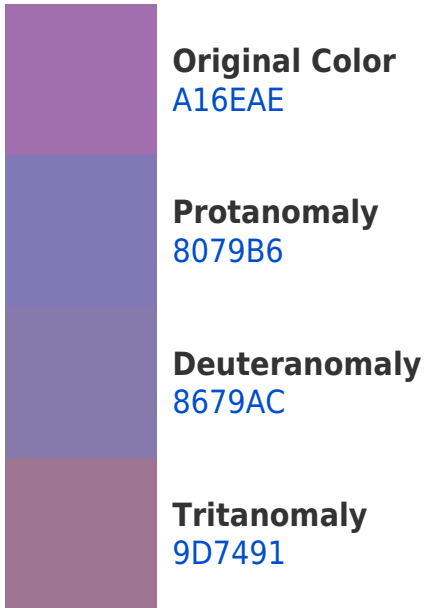 Original Color
A16EAE
Protanomaly
8079B6
Deuteranomaly
8679AC
Tritanomaly
9D7491